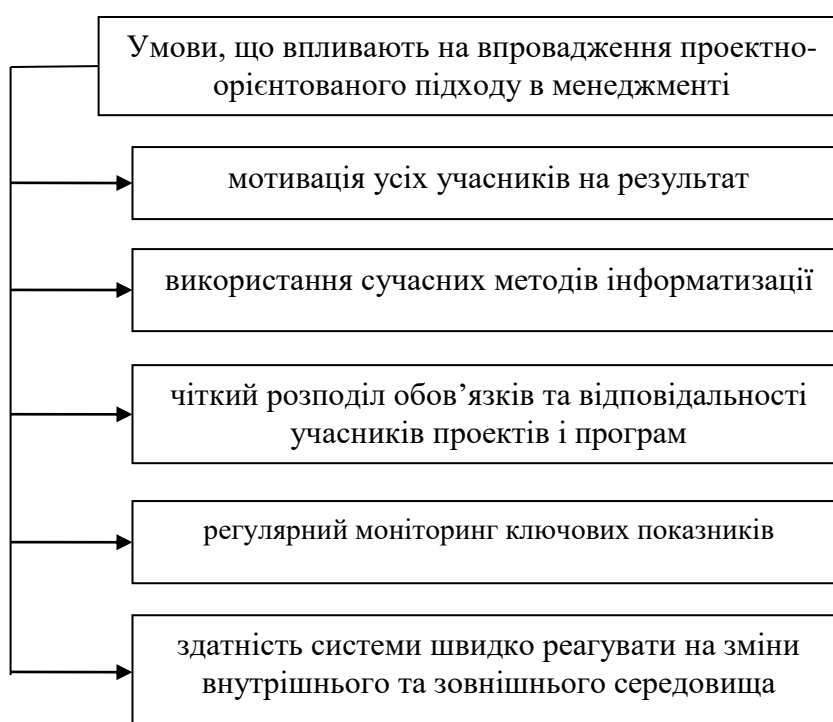 Умови, що впливають на впровадження проектно-
орієнтованого підходу в менеджменті
мотивація усіх учасників на результат
використання сучасних методів інформатизації
чіткий розподіл обов’язків та відповідальності
учасників проектів і програм
регулярний моніторинг ключових показників
здатність системи швидко реагувати на зміни
внутрішнього та зовнішнього середовища